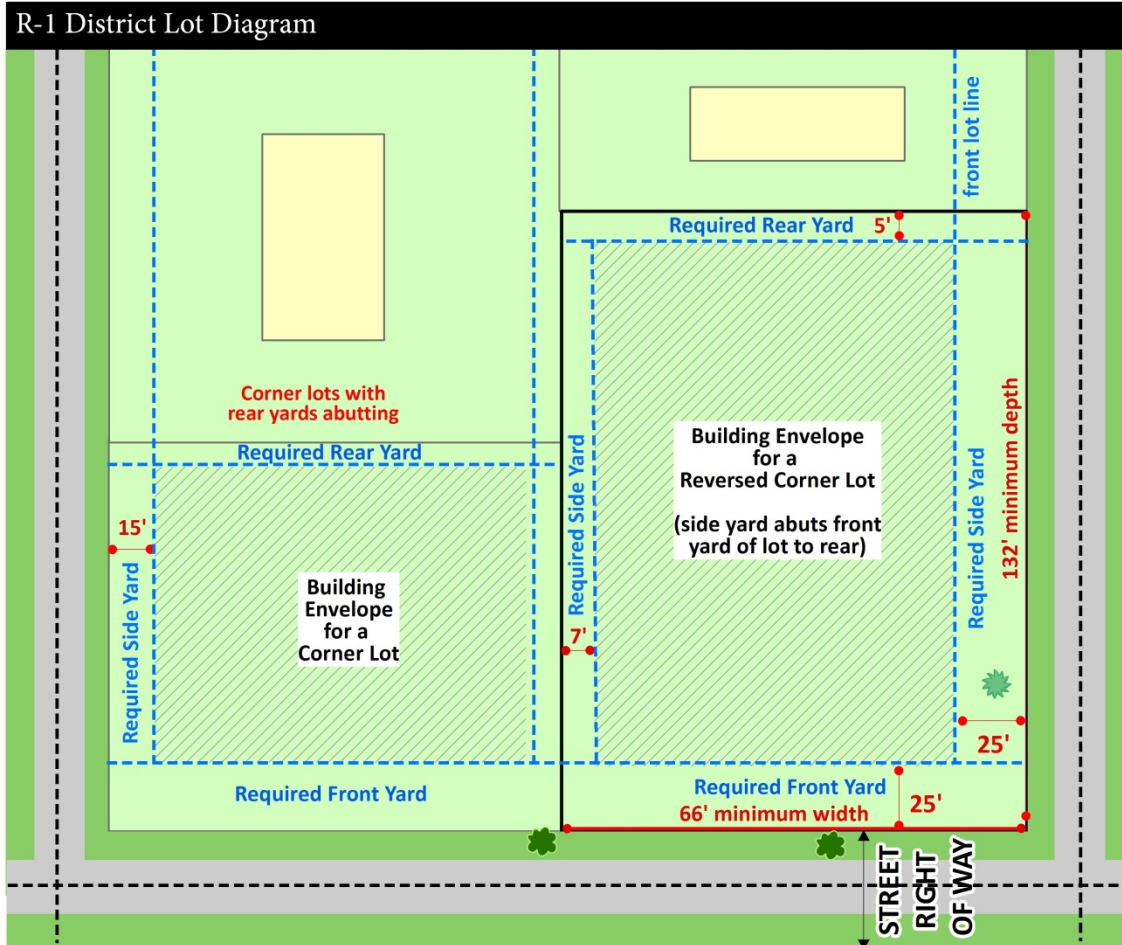 R-1 District Lot Diagram
front lot line
Required Rear Yard
5'
Corner lots with
rear yards abutting
Required Rear Yard
15'
Required Side Yard
Building
Envelope
for a
Corner Lot
Required Front Yard
Required Side Yard
7'
Building Envelope
for a
Reversed Corner Lot
(side yard abuts front
yard of lot to rear)
Required Side Yard
132' minimum depth
25'
Required Front Yard
25'
66' minimum width
STREET
RIGHT
OF WAY